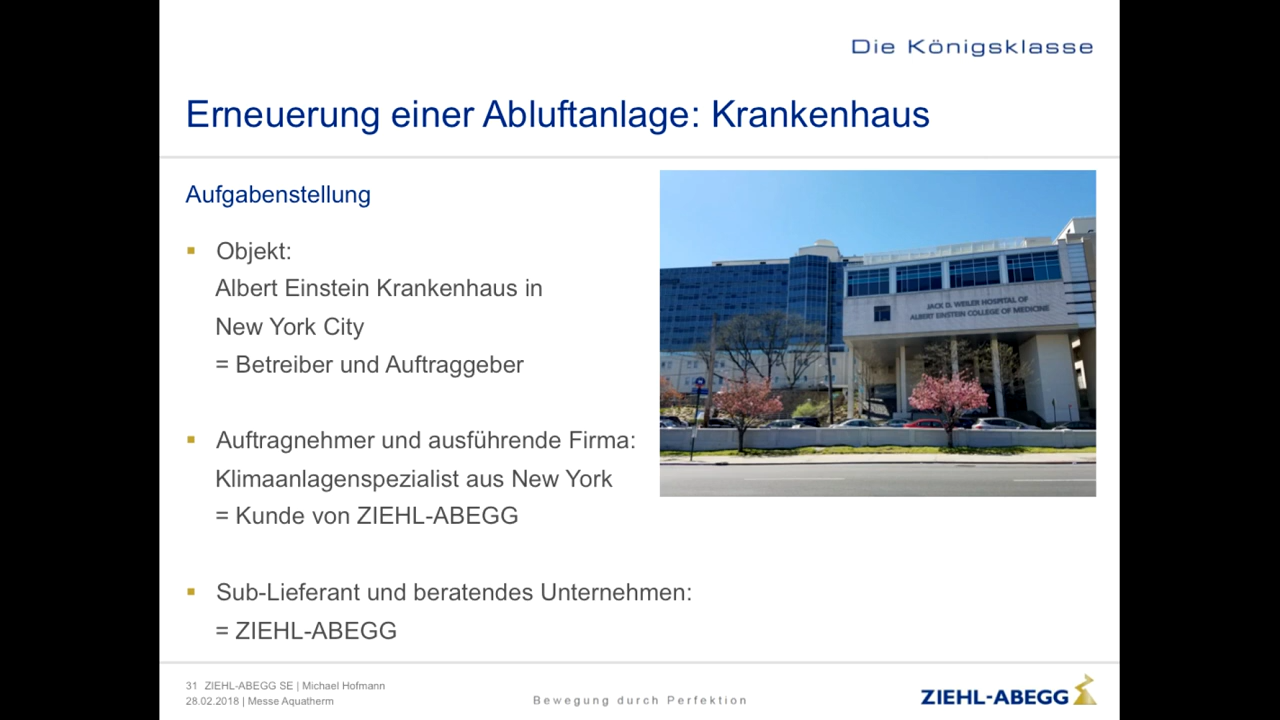 Die Königsklasse
Erneuerung einer Abluftanlage: Krankenhaus
Aufgabenstellung
Objekt:
Albert Einstein Krankenhaus in
New York City
= Betreiber und Auftraggeber
JACK D. WEILER HOSPITAL OF
ALBERT EINSTEIN COLLEGE OF MEDICINE
Auftragnehmer und ausführende Firma:
Klimaanlagenspezialist aus New York
= Kunde von ZIEHL-ABEGG
Sub-Lieferant und beratendes Unternehmen:
= ZIEHL-ABEGG
31 ZIEHL-ABEGG SE | Michael Hofmann
28.02.2018 | Messe Aquatherm
Bewegung durch Perfektion
ZIEHL-ABEGG